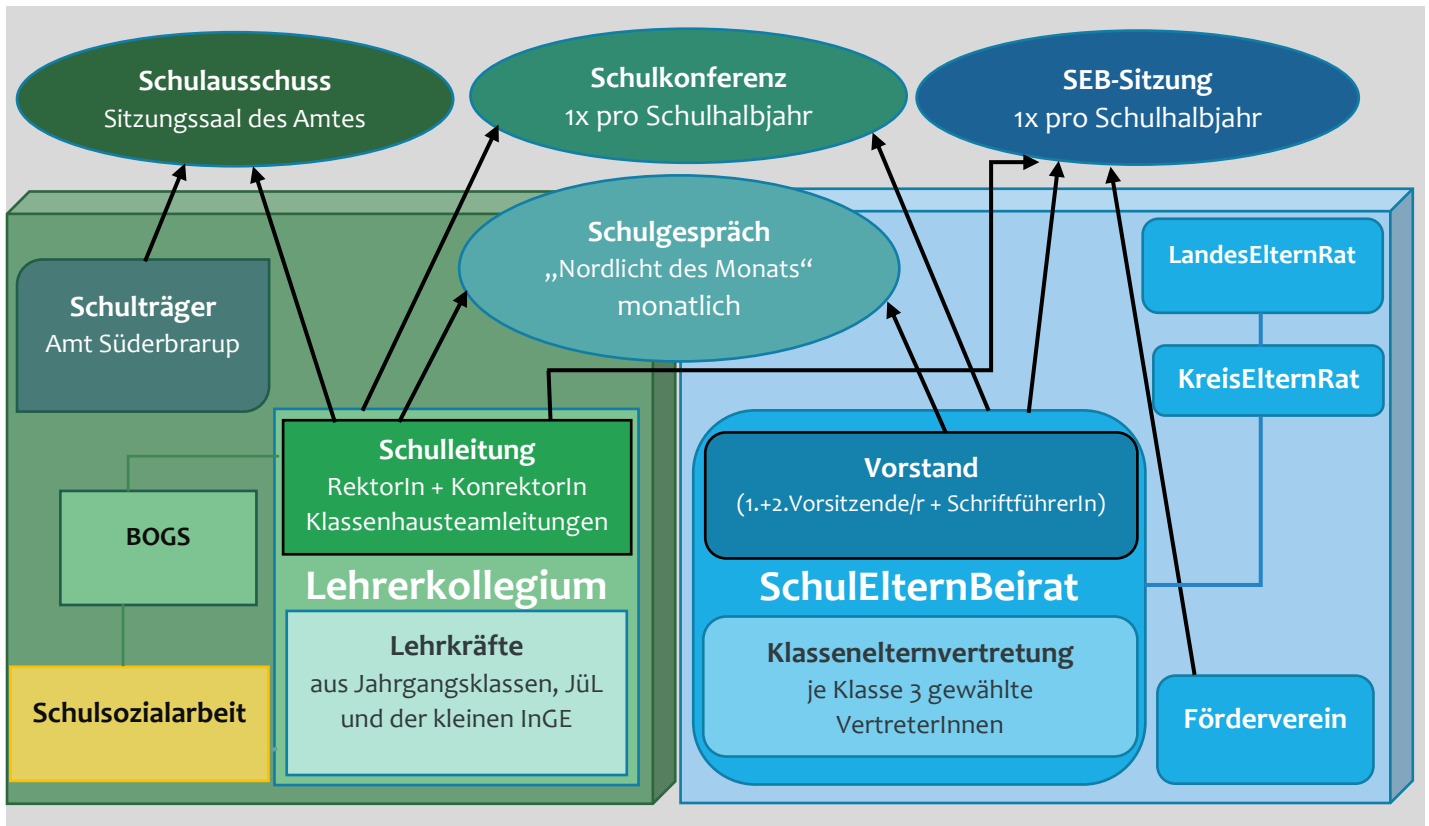 Schulausschuss
Sitzungssaal des Amtes
Schulkonferenz
1x pro Schulhalbjahr
SEB-Sitzung
1x pro Schulhalbjahr
Schulgespräch
„Nordlicht des Monats“
monatlich
LandesElternRat
Schulträger
Amt Süderbrarup
KreisElternRat
Schulleitung
RektorIn + KonrektorIn
Klassenhausteamleitungen
Vorstand
(1.+2.Vorsitzende/r + SchriftführerIn)
BOGS
Lehrerkollegium
SchulElternBeirat
Lehrkräfte
aus Jahrgangsklassen, JüL
und der kleinen InGE
Klassenelternvertretung
je Klasse 3 gewählte
VertreterInnen
Schulsozialarbeit
Förderverein